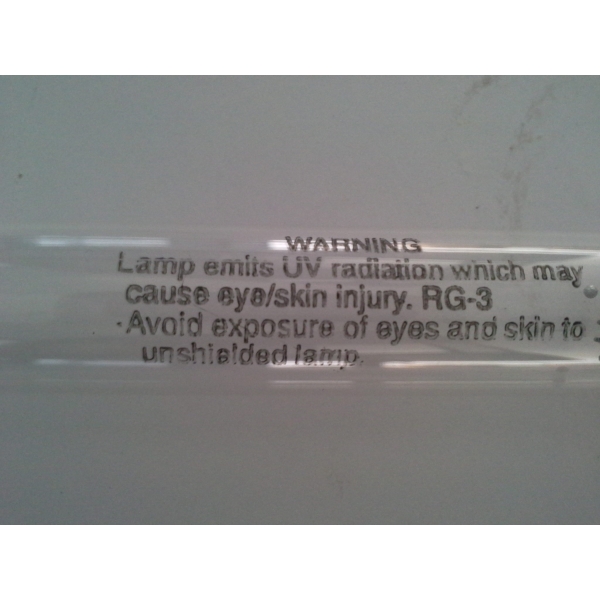 WARNING
Lamp emits UV radiation which may
cause eye/skin injury. RG-3
·Avoid exposure of eyes and skin to
unshielded lamp.